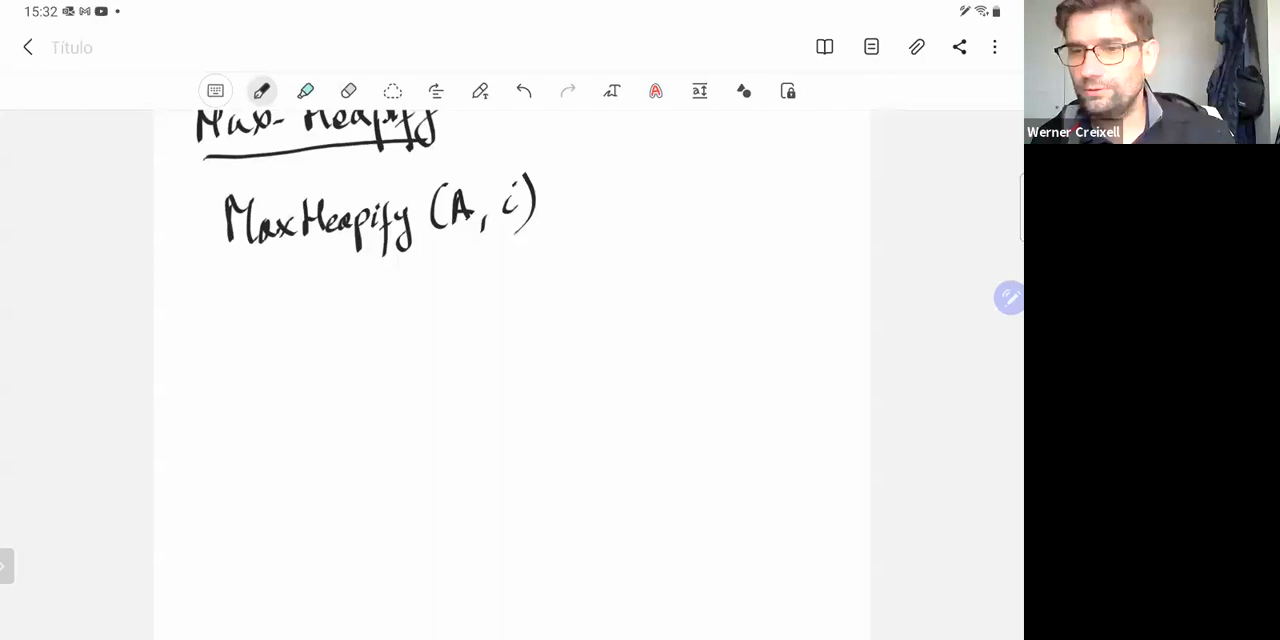 15:32
Título
Max-Heapify
MaxHeapify (A, i)
Werner Creixell